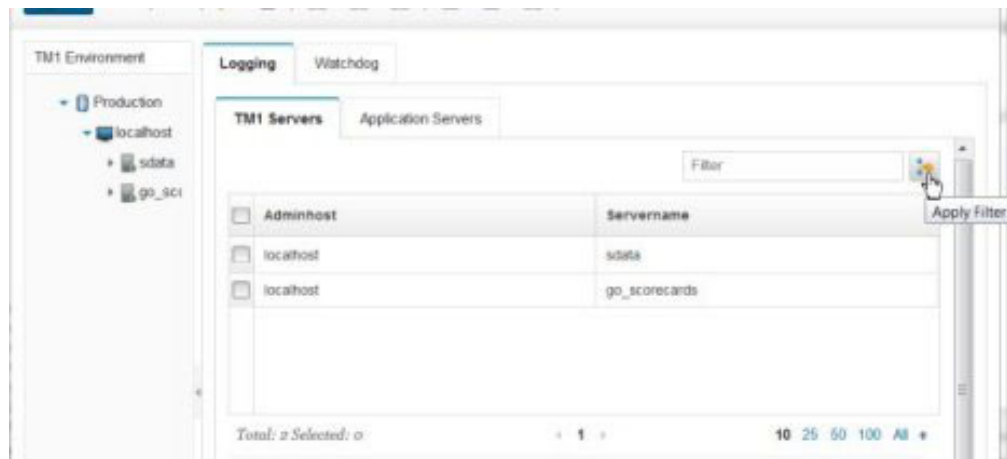 TM1 Environment
Logging
Watchdog
Production
localhost
sdata
go_sc
TM1 Servers
Application Servers
Filter
Apply Filter
Adminhost
Servername
localhost
sdata
localhost
go_scorecards
Total: 2 Selected: 0
1
10 25 50 100 All